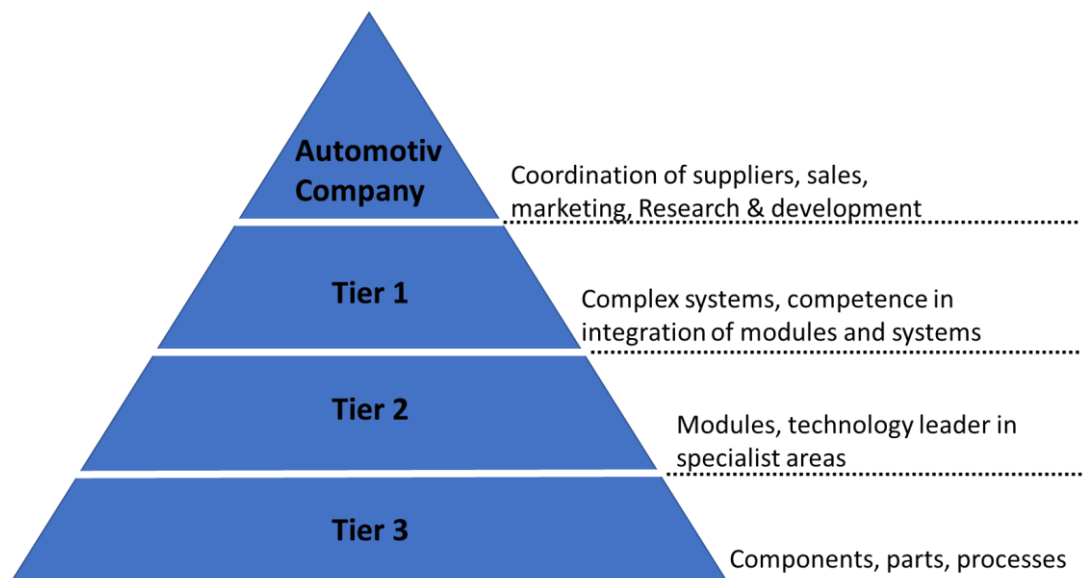 Automotiv
Company
Coordination of suppliers, sales,
marketing, Research & development
Tier 1
Complex systems, competence in
integration of modules and systems
Tier 2
Modules, technology leader in
specialist areas
Tier 3
Components, parts, processes